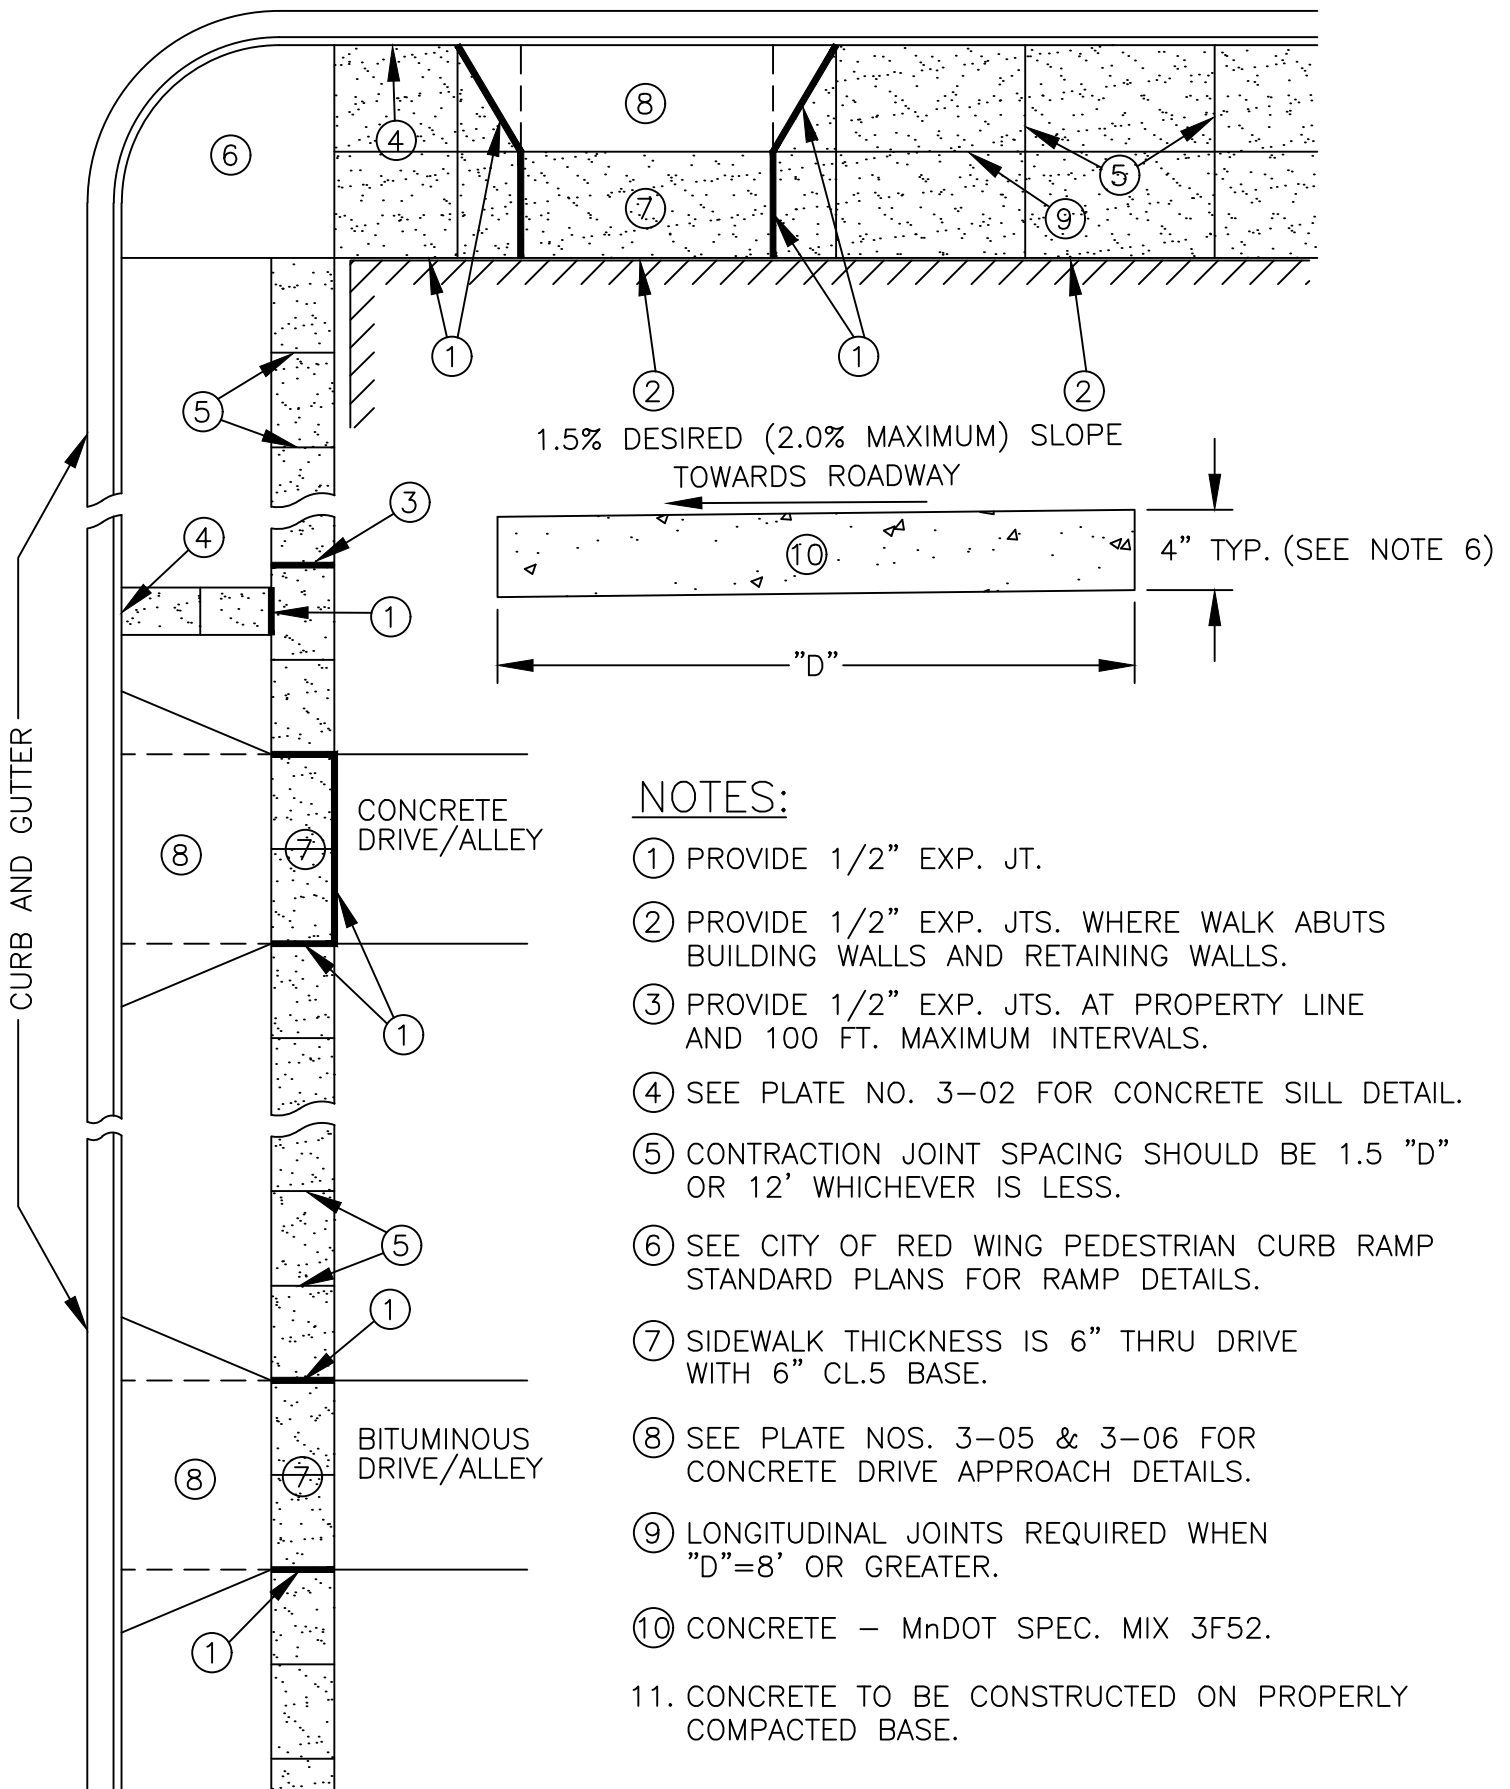 6
4
8
7
5
9
1
2
1
2
5
1.5% DESIRED (2.0% MAXIMUM) SLOPE
TOWARDS ROADWAY
3
4
10
4” TYP. (SEE NOTE 6)
1
”D”
CURB AND GUTTER
8
7
CONCRETE
DRIVE/ALLEY
1
5
1
BITUMINOUS
DRIVE/ALLEY
8
7
1
NOTES:
1 PROVIDE 1/2” EXP. JT.
2 PROVIDE 1/2” EXP. JTS. WHERE WALK ABUTS
BUILDING WALLS AND RETAINING WALLS.
3 PROVIDE 1/2” EXP. JTS. AT PROPERTY LINE
AND 100 FT. MAXIMUM INTERVALS.
4 SEE PLATE NO. 3–02 FOR CONCRETE SILL DETAIL.
5 CONTRACTION JOINT SPACING SHOULD BE 1.5 ”D”
OR 12’ WHICHEVER IS LESS.
6 SEE CITY OF RED WING PEDESTRIAN CURB RAMP
STANDARD PLANS FOR RAMP DETAILS.
7 SIDEWALK THICKNESS IS 6” THRU DRIVE
WITH 6” CL.5 BASE.
8 SEE PLATE NOS. 3–05 & 3–06 FOR
CONCRETE DRIVE APPROACH DETAILS.
9 LONGITUDINAL JOINTS REQUIRED WHEN
”D”=8’ OR GREATER.
10 CONCRETE – MnDOT SPEC. MIX 3F52.
11. CONCRETE TO BE CONSTRUCTED ON PROPERLY
COMPACTED BASE.